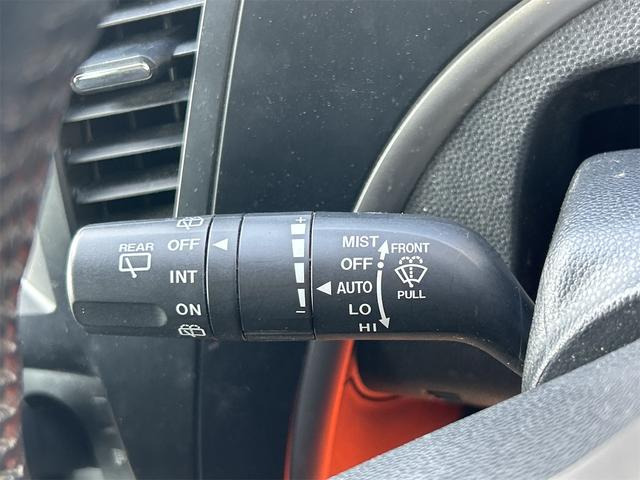 REAR
OFF
INT
ON
+
−
MIST
OFF
AUTO
LO
HI
FRONT
PULL